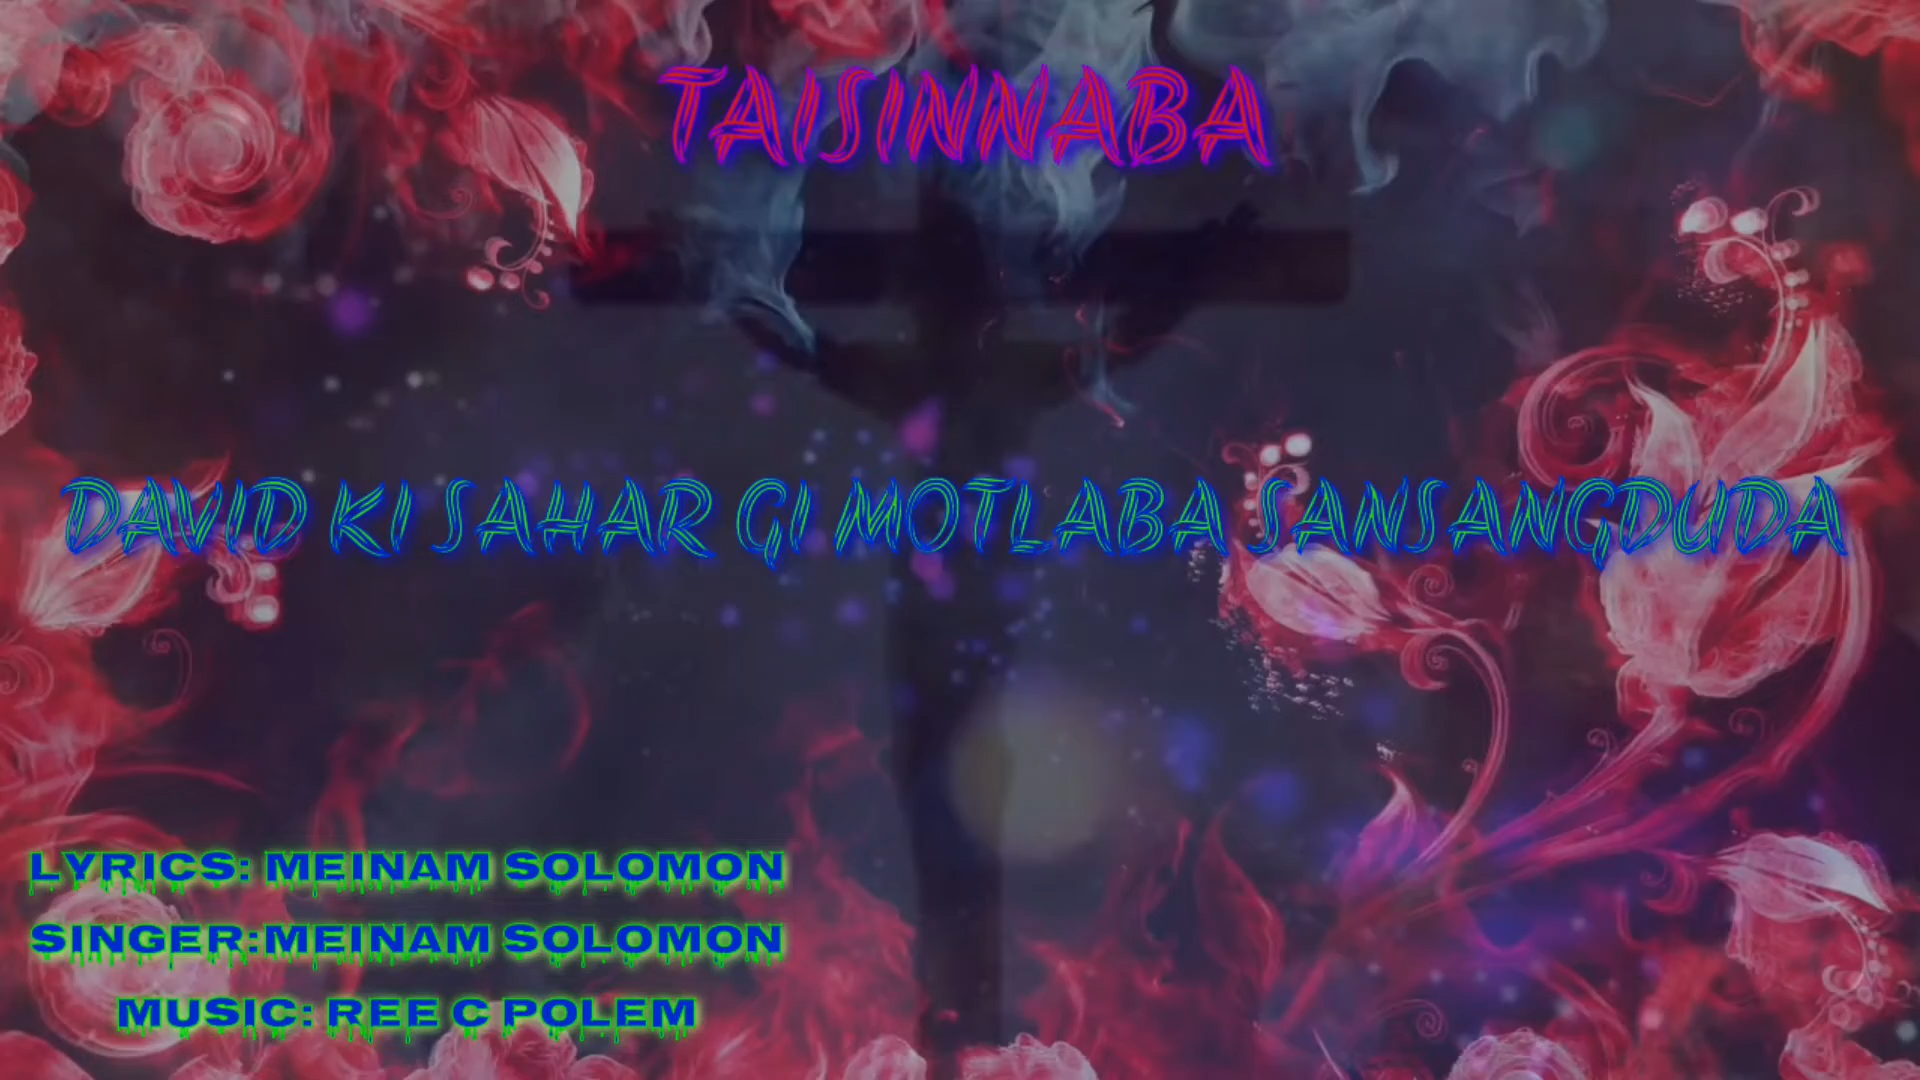 TAISINNABA
DAVID KI SAHAR GI MOTLABA SANSANGDUDA
LYRICS: MEINAM SOLOMON
SINGER:MEINAM SOLOMON
MUSIC: REE C POLEM